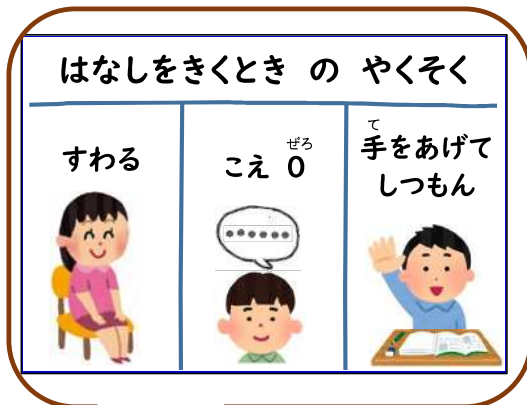 はなしをきくとき の やくそく
すわる
ぜろ
こえ 0
て
手をあげて
しつもん